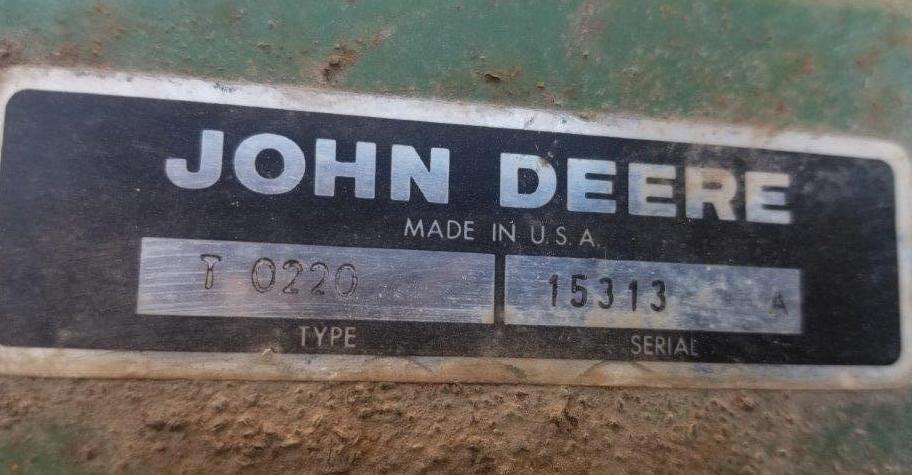 JOHN DEERE
MADE IN U.S.A.
T 0220 15313 A
TYPE SERIAL